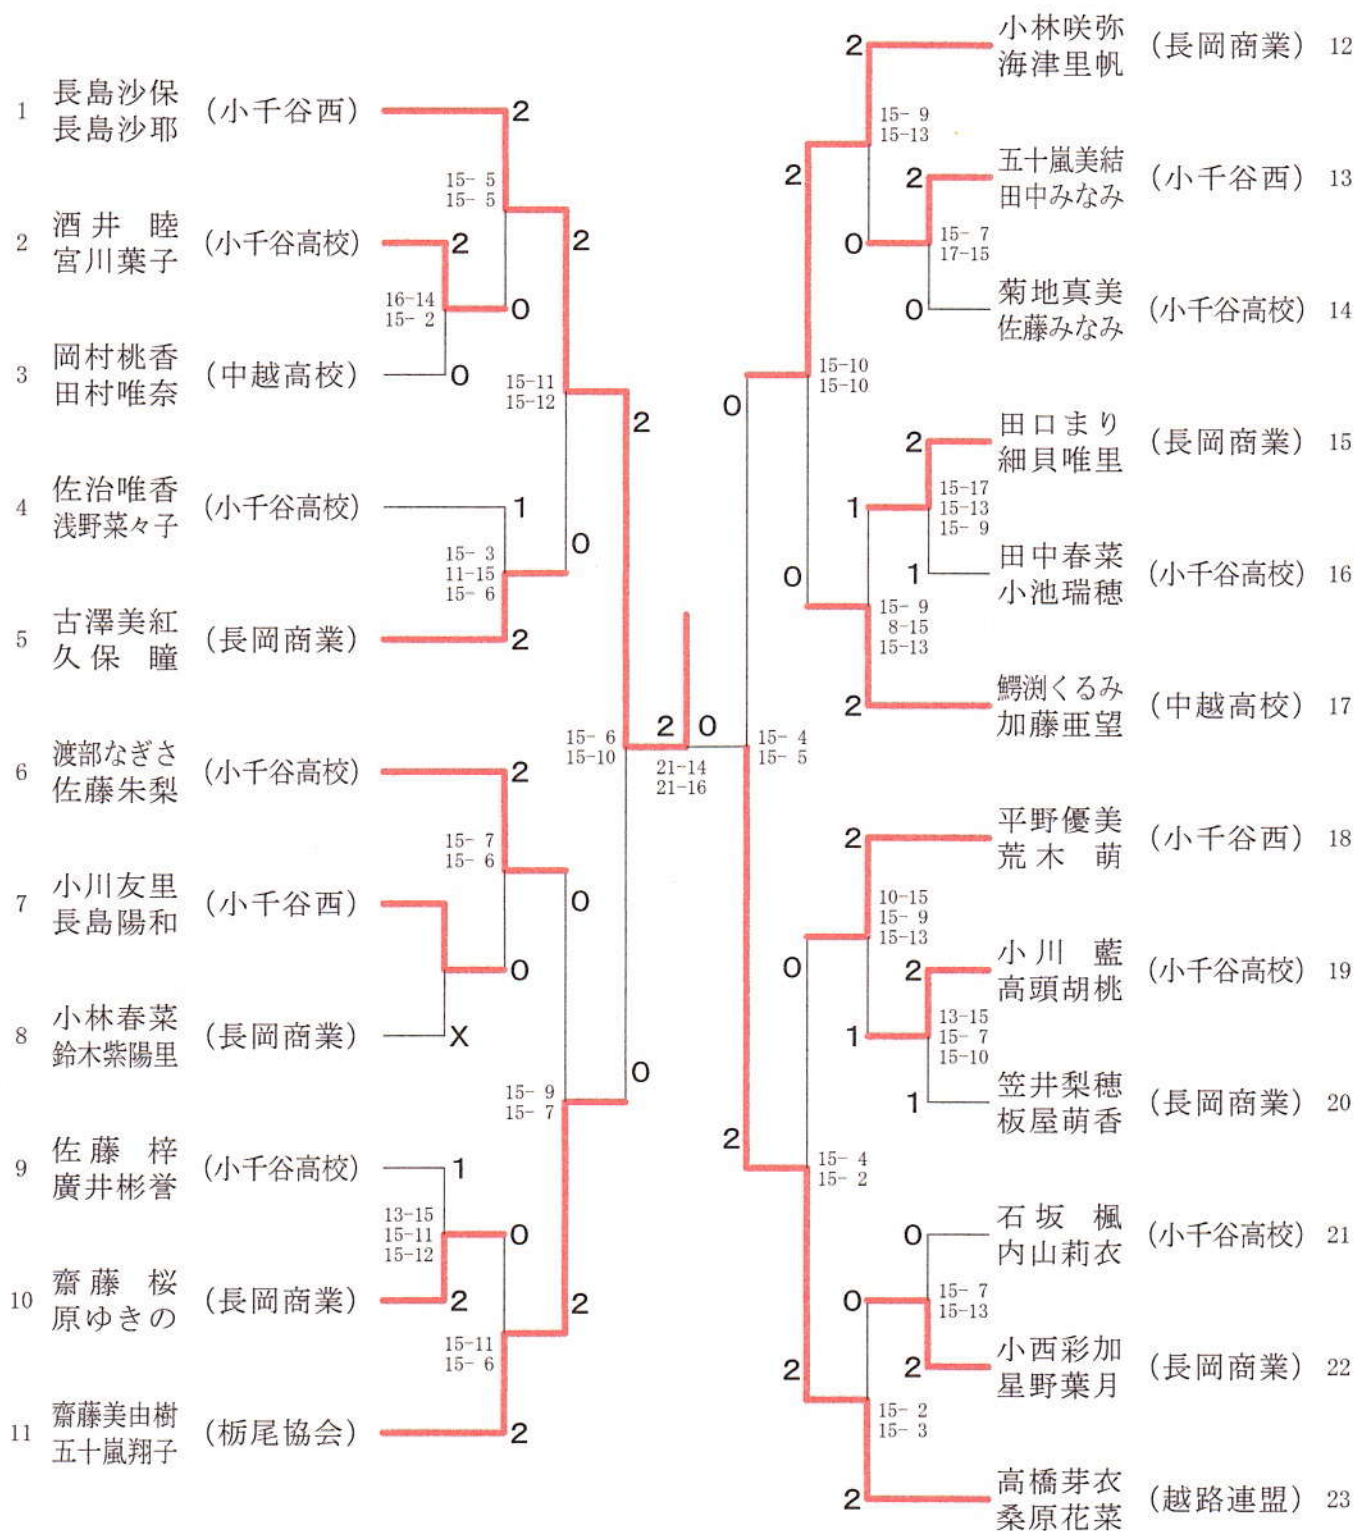 1 長島沙保 (小千谷西) 2
長島沙耶
15- 5
15- 5
2 酒井 睦 (小千谷高校) 2
宮川葉子
2
16-14
15- 2
0
3 岡村桃香 (中越高校) 0
田村唯奈
15-11
15-12
2
4 佐治唯香 (小千谷高校) 1
浅野菜々子
0
15- 3
11-15
15- 6
5 古澤美紅 (長岡商業) 2
久保 瞳
15- 6
15-10
6 渡部なぎさ (小千谷高校) 2
佐藤朱梨
15- 7
15- 6
7 小川友里 (小千谷西)
長島陽和
0
0
8 小林春菜 (長岡商業) X
鈴木紫陽里
0
15- 9
15- 7
9 佐藤 梓 (小千谷高校) 1
廣井彬誉
13-15
15-11
15-12
0
10 齋藤 桜 (長岡商業) 2
原ゆきの
2
15-11
15- 6
11 齋藤美由樹 (栃尾協会) 2
五十嵐翔子
2 0
21-14
21-16
2 小林咲弥 (長岡商業) 12
海津里帆
15- 9
15-13
2
2 五十嵐美結 (小千谷西) 13
田中みなみ
0
15- 7
17-15
0 菊地真美 (小千谷高校) 14
佐藤みなみ
15-10
15-10
0
2 田口まり (長岡商業) 15
細貝唯里
15-17
15-13
15- 9
1
0
1 田中春菜 (小千谷高校) 16
小池瑞穂
15- 9
8-15
15-13
2 鰐渕くるみ (中越高校) 17
加藤亜望
15- 4
15- 5
2 平野優美 (小千谷西) 18
荒木 萌
10-15
15- 9
15-13
0
2 小川 藍 (小千谷高校) 19
高頭胡桃
1
13-15
15- 7
15-10
1 笠井梨穂 (長岡商業) 20
板屋萌香
2
15- 4
15- 2
0 石坂 楓 (小千谷高校) 21
内山莉衣
0
15- 7
15-13
2
2 小西彩加 (長岡商業) 22
星野葉月
15- 2
15- 3
2 高橋芽衣 (越路連盟) 23
桑原花菜